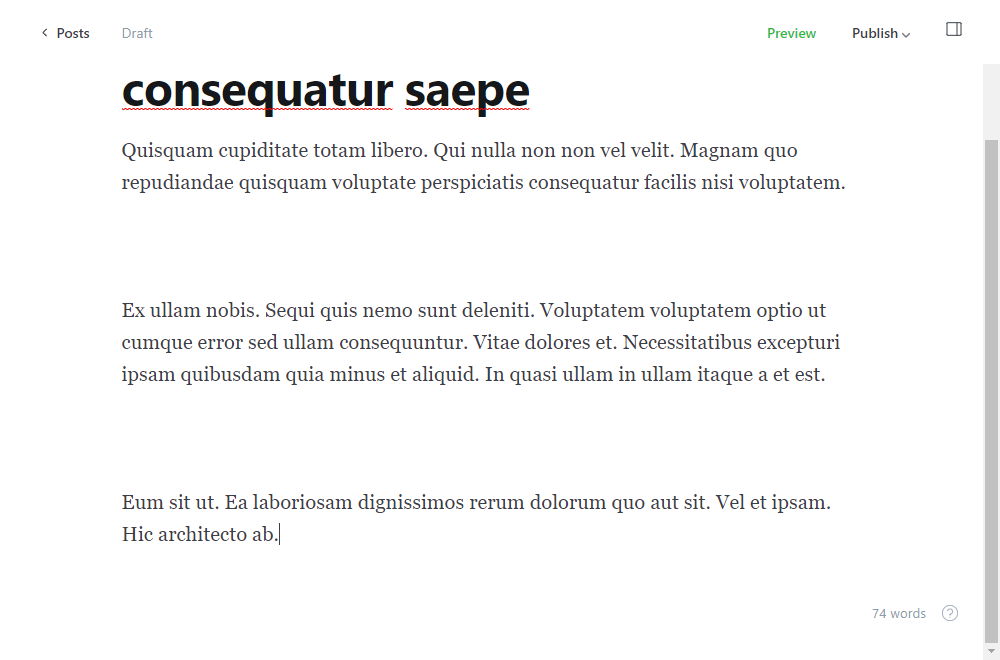 Posts
Draft
Preview
Publish
consequatur saepe
Quisquam cupiditate totam libero. Qui nulla non non vel velit. Magnam quo
repudiandae quisquam voluptate perspiciatis consequatur facilis nisi voluptatem.
Ex ullam nobis. Sequi quis nemo sunt deleniti. Voluptatem voluptatem optio ut
cumque error sed ullam consequuntur. Vitae dolores et. Necessitatibus excepturi
ipsam quibusdam quia minus et aliquid. In quasi ullam in ullam itaque a et est.
Eum sit ut. Ea laboriosam dignissimos rerum dolorum quo aut sit. Vel et ipsam.
Hic architecto ab.
74 words
?